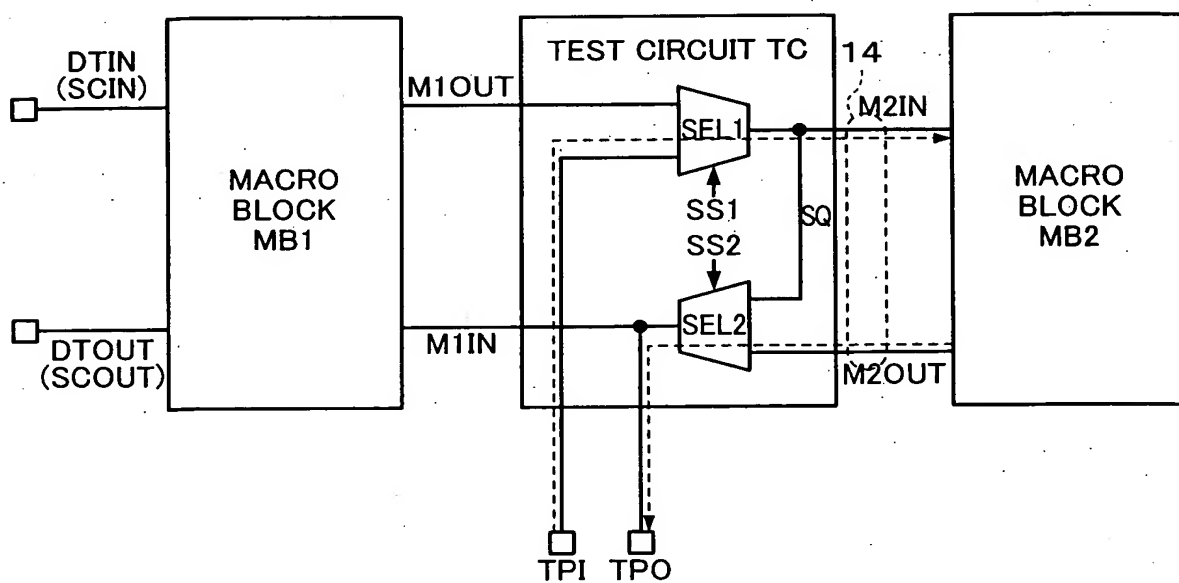 TEST CIRCUIT TC
14
DTIN
(SCIN)
M1OUT
M2IN
SEL1
MACRO
BLOCK
MB1
MACRO
BLOCK
MB2
SS1
SQ
SS2
SEL2
DTOUT
(SCOUT)
M1IN
M2OUT
TPI
TPO